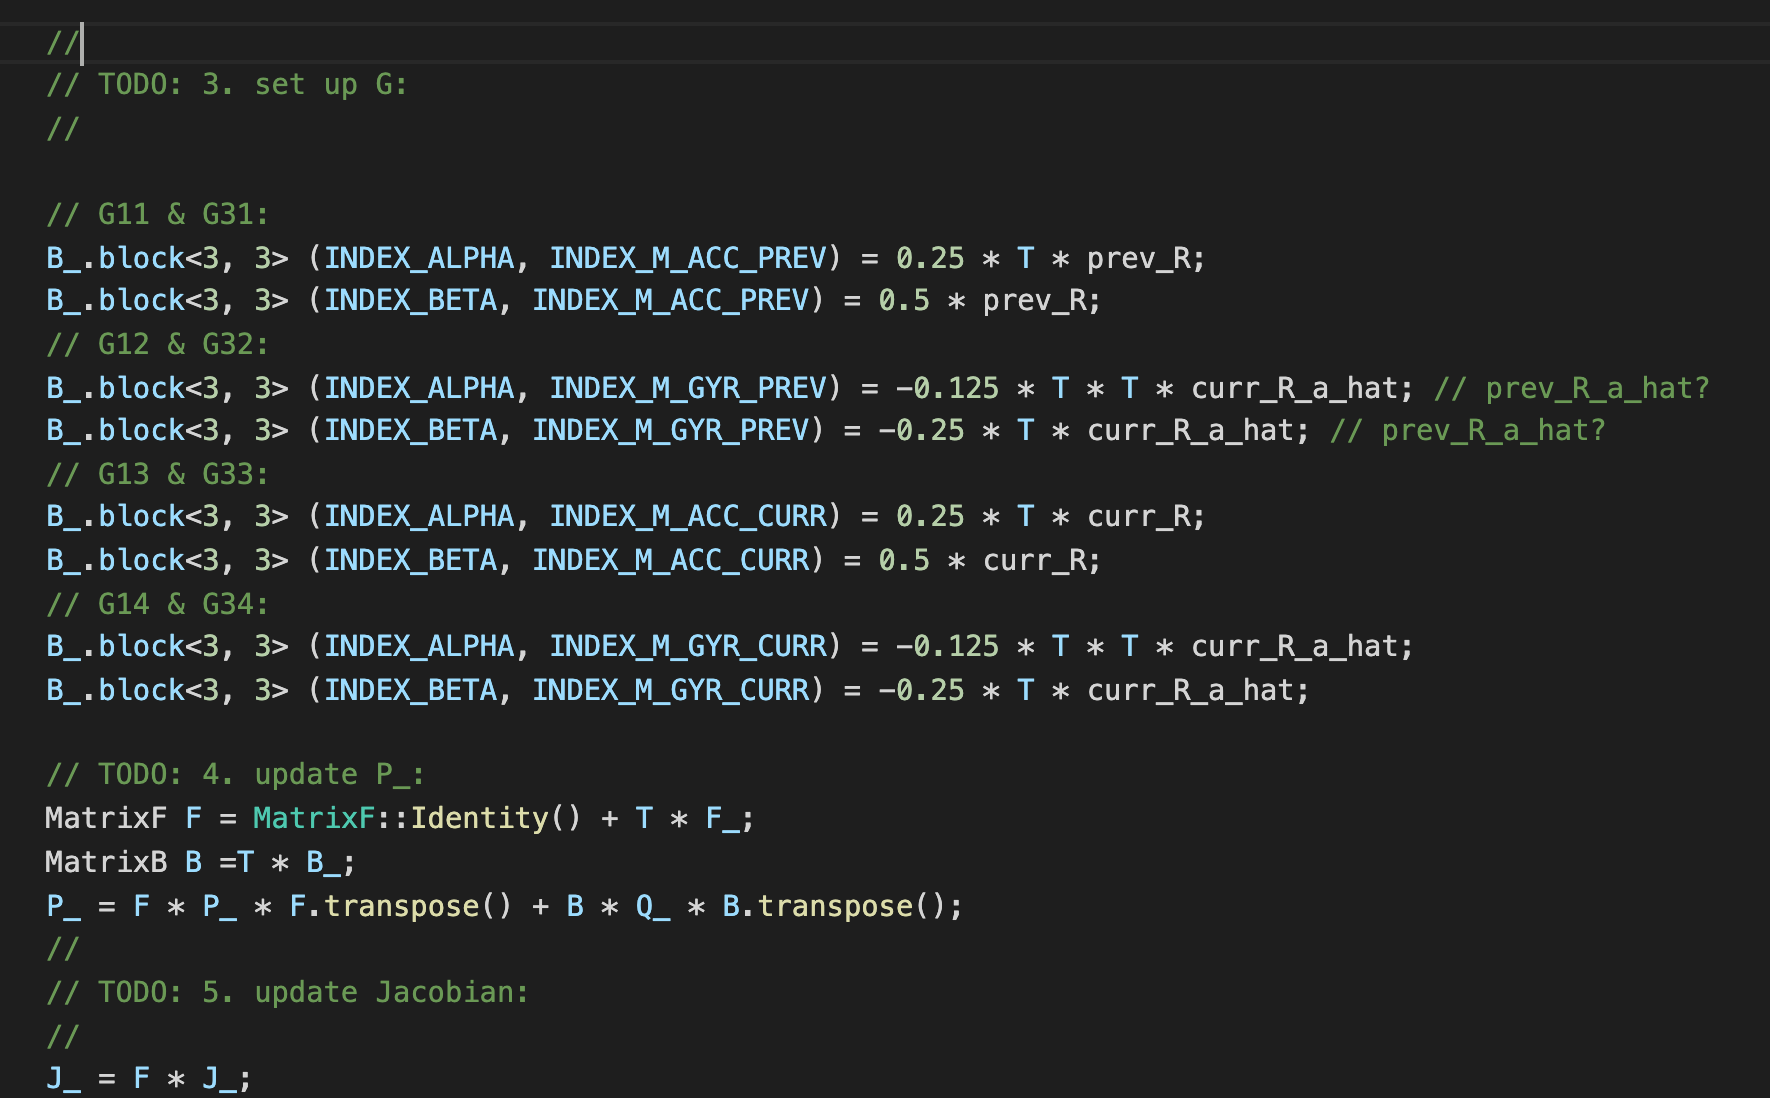 //
// TODO: 3. set up G:
//
// G11 & G31:
B_.block<3, 3> (INDEX_ALPHA, INDEX_M_ACC_PREV) = 0.25 * T * prev_R;
B_.block<3, 3> (INDEX_BETA, INDEX_M_ACC_PREV) = 0.5 * prev_R;
// G12 & G32:
B_.block<3, 3> (INDEX_ALPHA, INDEX_M_GYR_PREV) = -0.125 * T * T * curr_R_a_hat; // prev_R_a_hat?
B_.block<3, 3> (INDEX_BETA, INDEX_M_GYR_PREV) = -0.25 * T * curr_R_a_hat; // prev_R_a_hat?
// G13 & G33:
B_.block<3, 3> (INDEX_ALPHA, INDEX_M_ACC_CURR) = 0.25 * T * curr_R;
B_.block<3, 3> (INDEX_BETA, INDEX_M_ACC_CURR) = 0.5 * curr_R;
// G14 & G34:
B_.block<3, 3> (INDEX_ALPHA, INDEX_M_GYR_CURR) = -0.125 * T * T * curr_R_a_hat;
B_.block<3, 3> (INDEX_BETA, INDEX_M_GYR_CURR) = -0.25 * T * curr_R_a_hat;
// TODO: 4. update P_:
MatrixF F = MatrixF::Identity() + T * F_;
MatrixB B =T * B_;
P_ = F * P_ * F.transpose() + B * Q_ * B.transpose();
//
// TODO: 5. update Jacobian:
//
J_ = F * J_;